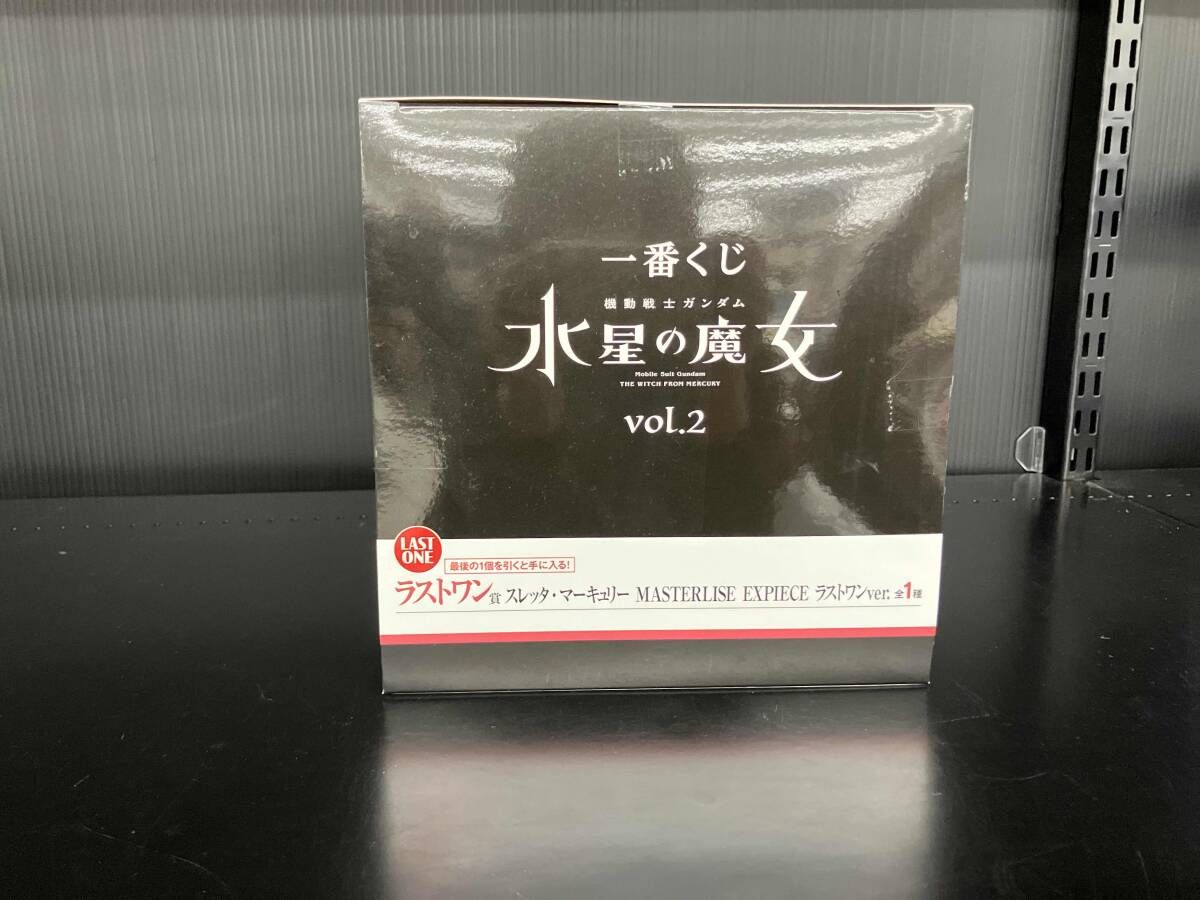 一番くじ
機動戦士ガンダム
水星の魔女
Mobile Suit Gundam
THE WITCH FROM MERCURY
vol.2
LAST
ONE
最後の1個を引くと手に入る!
ラストワン賞 スレッタ・マーキュリー MASTERLISE EXPIECE ラストワンver. 全1種